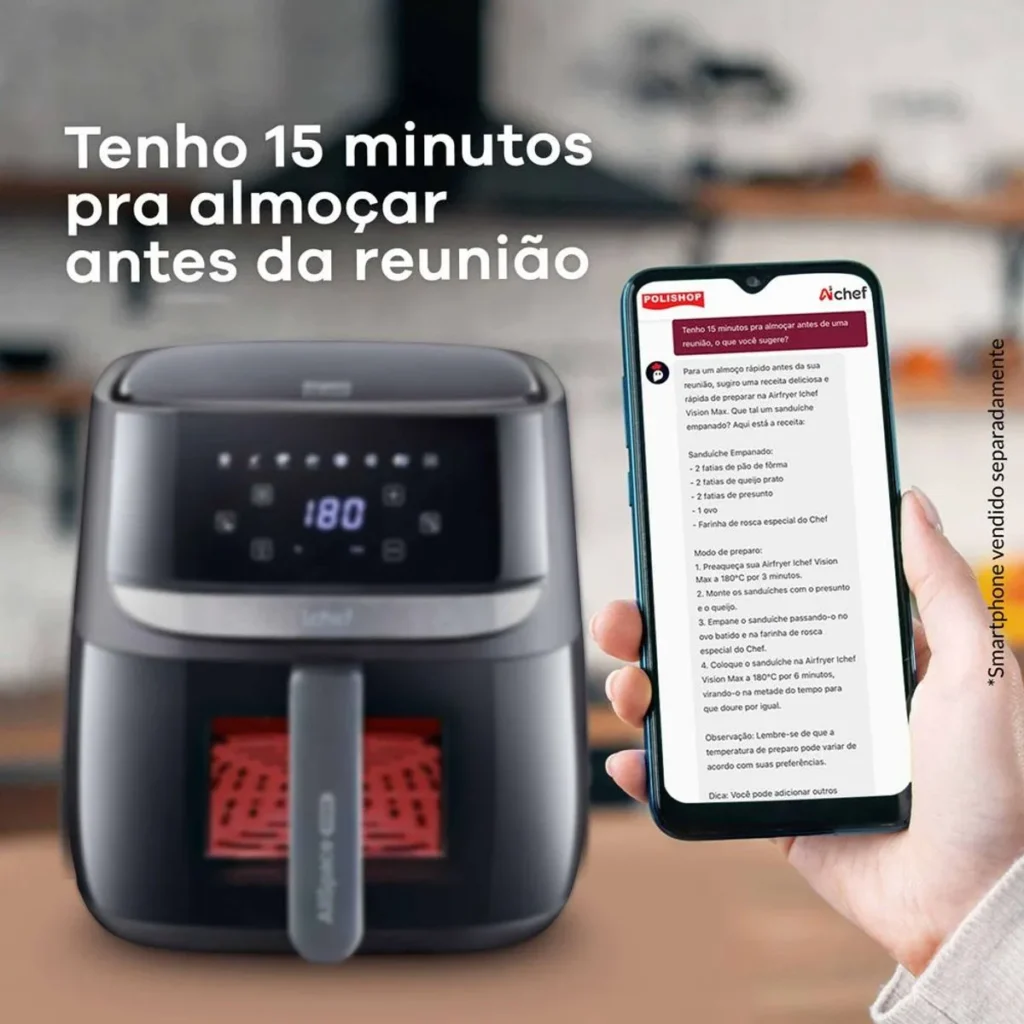 Tenho 15 minutos
pra almoçar
antes da reunião
POLISHOP
Aichef
Tenho 15 minutos pra almoçar antes de uma
reunião, o que você sugere?
Para um almoço rápido antes da sua
reunião, sugiro uma receita deliciosa e
rápida de preparar na Airfryer Ichef
Vision Max. Que tal um sanduíche
empanado? Aqui está a receita:
Sanduíche Empanado:
- 2 fatias de pão de fôrma
- 2 fatias de queijo prato
- 2 fatias de presunto
- 1 ovo
- Farinha de rosca especial do Chef
Modo de preparo:
1. Preaqueça sua Airfryer Ichef Vision
Max a 180°C por 3 minutos.
2. Monte os sanduíches com o presunto
e o queijo.
3. Empane o sanduíche passando-o no
ovo batido e na farinha de rosca
especial do Chef.
4. Coloque o sanduíche na Airfryer Ichef
Vision Max a 180°C por 6 minutos,
virando-o na metade do tempo para
que doure por igual.
Observação: Lembre-se de que a
temperatura de preparo pode variar de
acordo com suas preferências.
Dica: Você pode adicionar outros
*Smartphone vendido separadamente
180
ichef
AllSpace